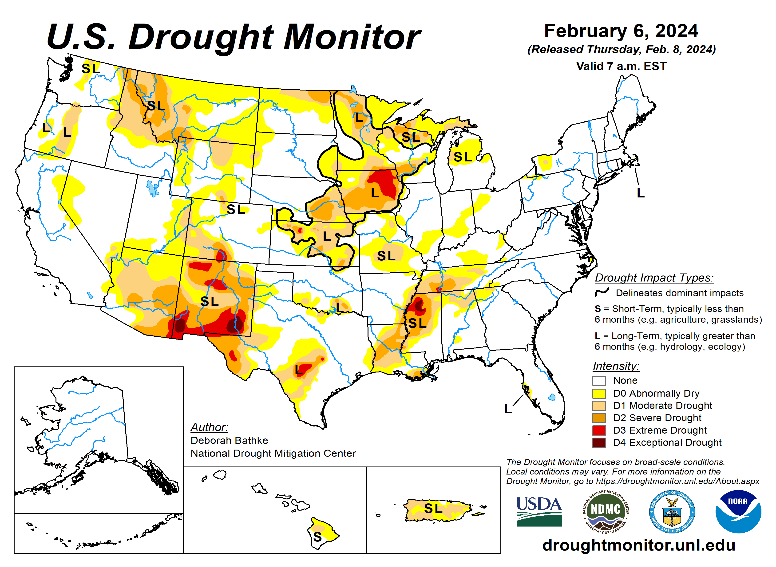 U.S. Drought Monitor
February 6, 2024
(Released Thursday, Feb. 8, 2024)
Valid 7 a.m. EST
SL
SL
L
L
L
SL
SL
L
L
L
SL
L
SL
SL
L
SL
L
L
Drought Impact Types:
Delineates dominant impacts
S = Short-Term, typically less than
6 months (e.g. agriculture, grasslands)
L = Long-Term, typically greater than
6 months (e.g. hydrology, ecology)
Intensity:
None
D0 Abnormally Dry
D1 Moderate Drought
D2 Severe Drought
D3 Extreme Drought
D4 Exceptional Drought
L
Author:
Deborah Bathke
National Drought Mitigation Center
The Drought Monitor focuses on broad-scale conditions.
Local conditions may vary. For more information on the
Drought Monitor, go to https://droughtmonitor.unl.edu/About.aspx
S
SL
USDA
NDMC
NOAA
droughtmonitor.unl.edu